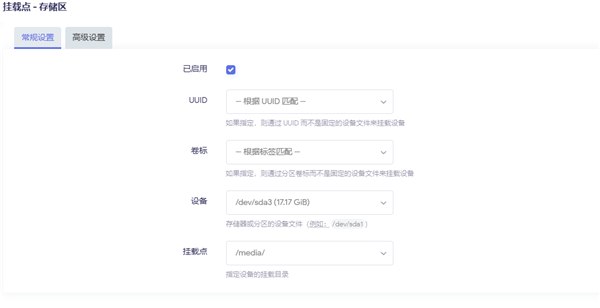 挂载点 - 存储区
常规设置
高级设置
已启用
UUID
-- 根据 UUID 匹配 --
如果指定，则通过 UUID 而不是固定的设备文件来挂载设备
卷标
-- 根据标签匹配 --
如果指定，则通过分区卷标而不是固定的设备文件来挂载设备
设备
/dev/sda3 (17.17 GiB)
存储器或分区的设备文件（例如： /dev/sda1 ）
挂载点
/media/
指定设备的挂载目录